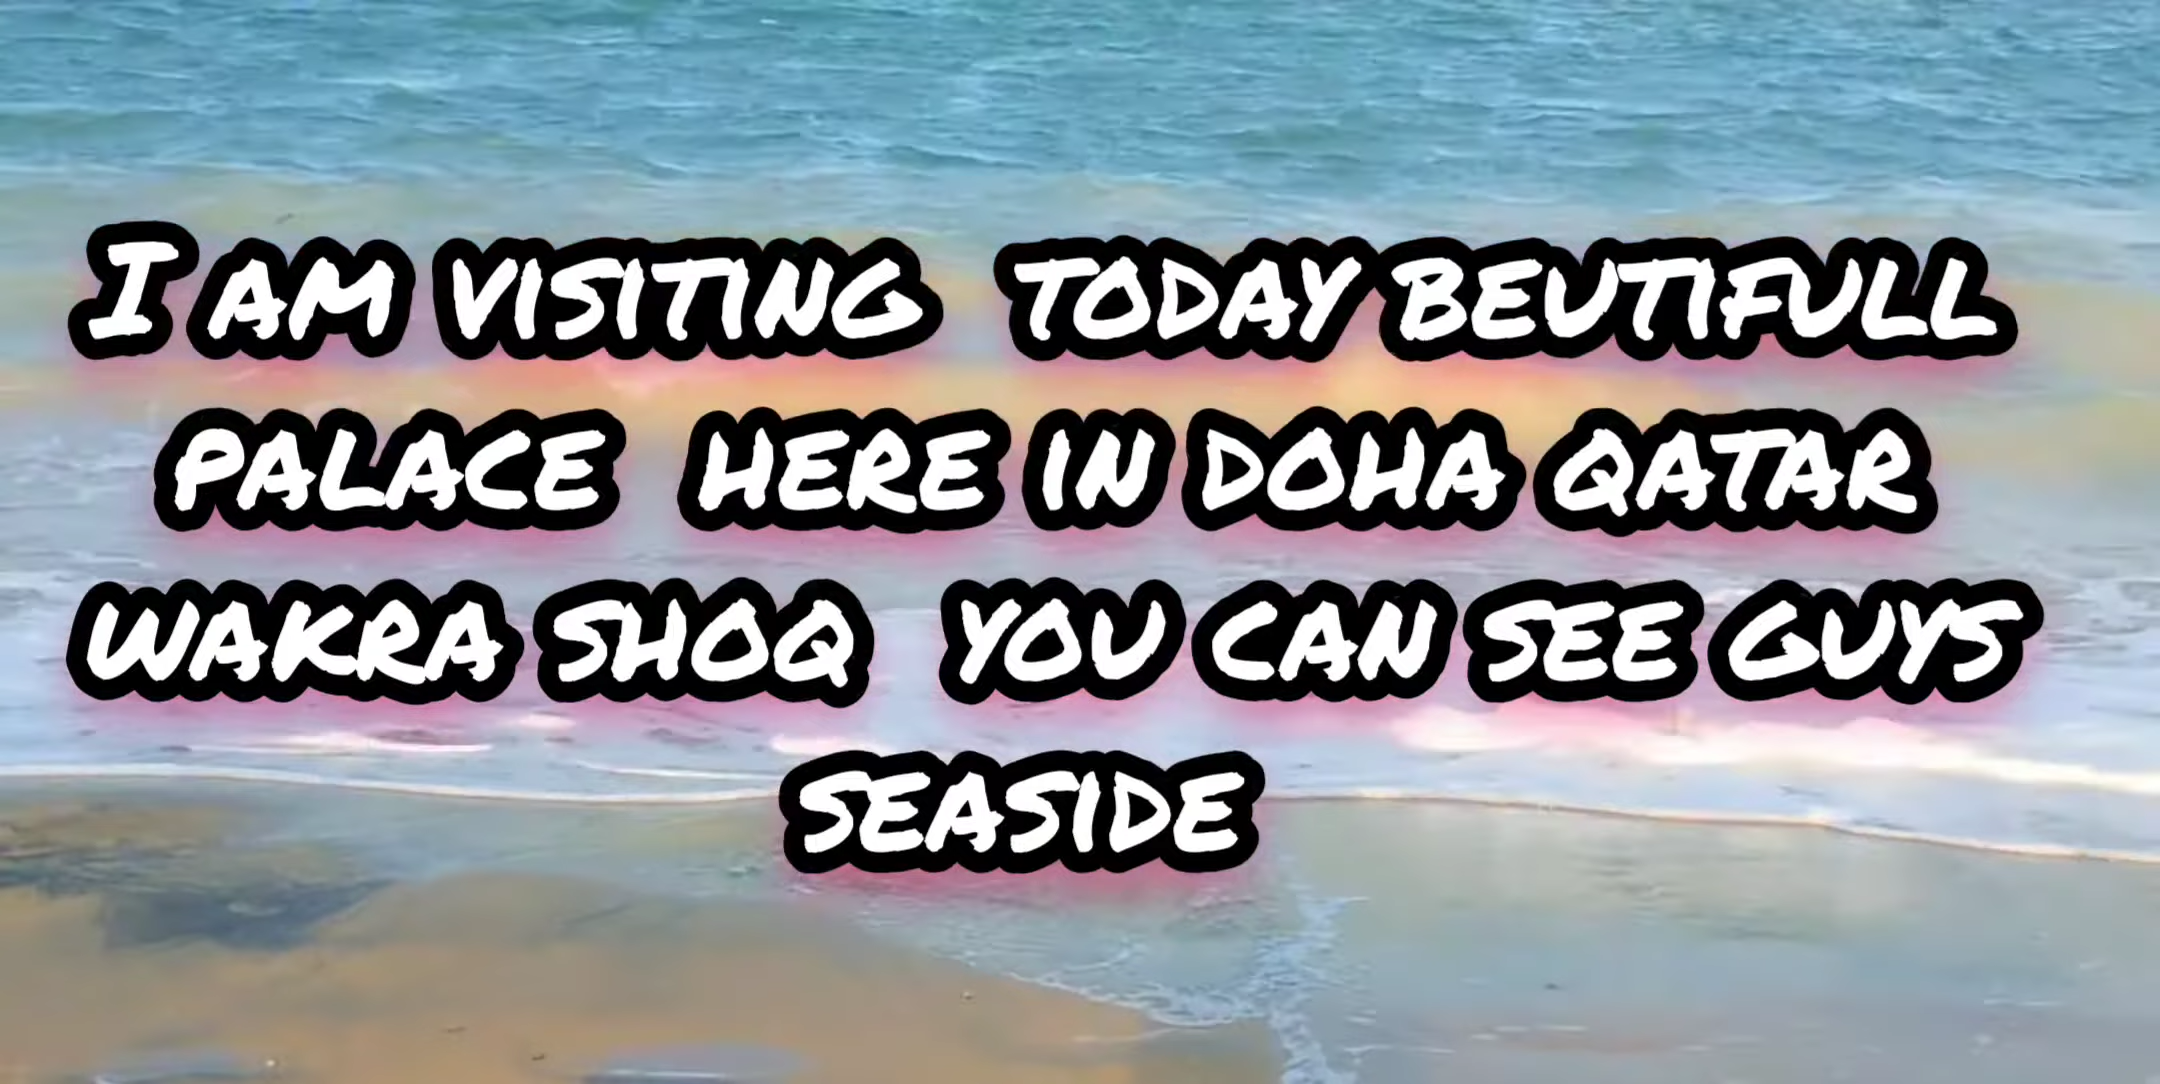 I AM VISITING TODAY BEUTIFULL
PALACE HERE IN DOHA QATAR
WAKRA SHOQ YOU CAN SEE GUYS
SEASIDE